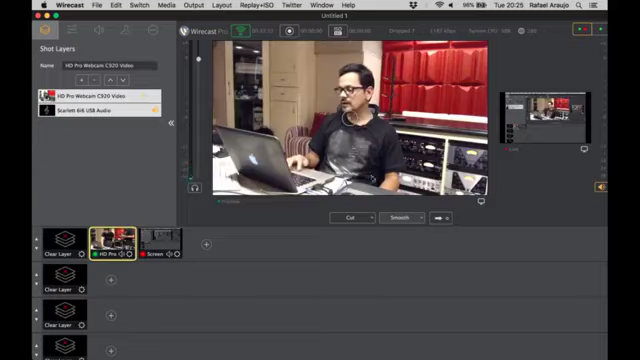 Wirecast File Edit Switch Media Output Layout Replay+ISO Window Help 98% Tue 20:25 Rafael Araujo
Untitled 1
Wirecast Pro
Shot Layers
Name HD Pro Webcam C920 Video
HD Pro Webcam C920 Video
Scarlett 6i6 USB Audio
Preview
Live
Cut Smooth
Clear Layer HD Pro Screen
Clear Layer
Clear Layer
Clear Layer